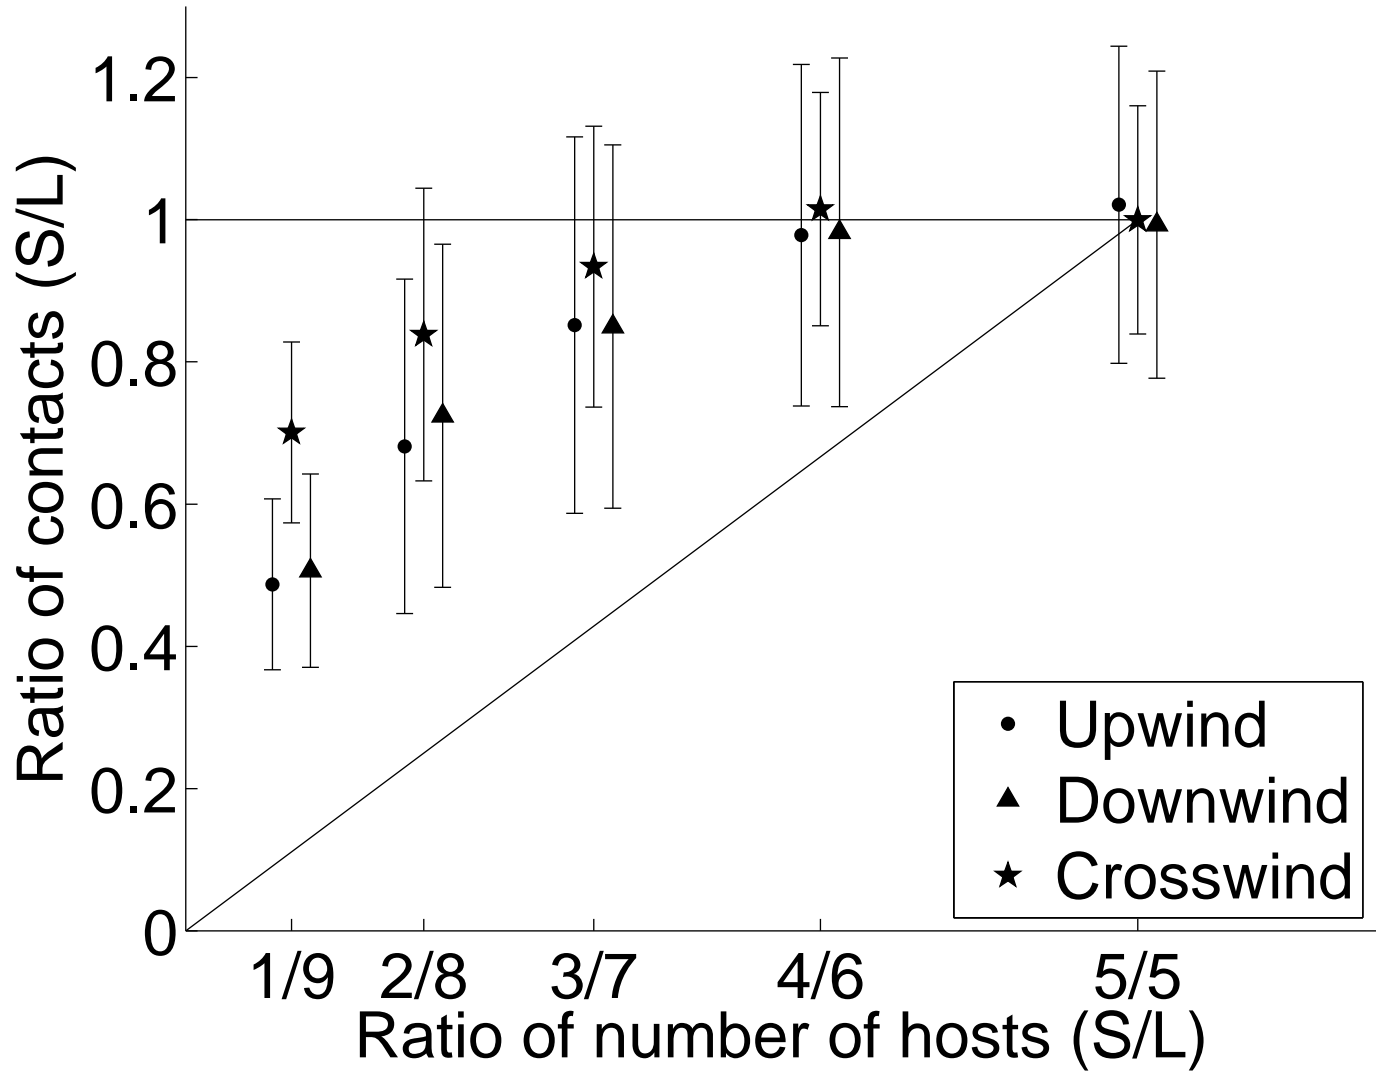 Ratio of contacts (S/L)
1.2
1
0.8
0.6
0.4
0.2
0
1/9 2/8 3/7 4/6 5/5
Ratio of number of hosts (S/L)
Upwind
Downwind
Crosswind